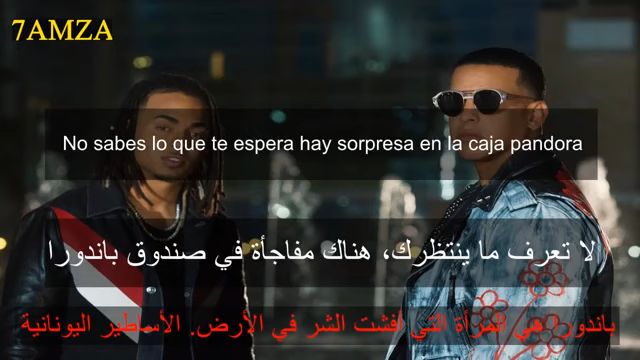 7AMZA
No sabes lo que te espera hay sorpresa en la caja pandora
لا تعرف ما ينتظرك، هناك مفاجأة في صندوق باندورا
باندورا هي المرأة التي أفشت الشر في الأرض. الأساطير اليونانية